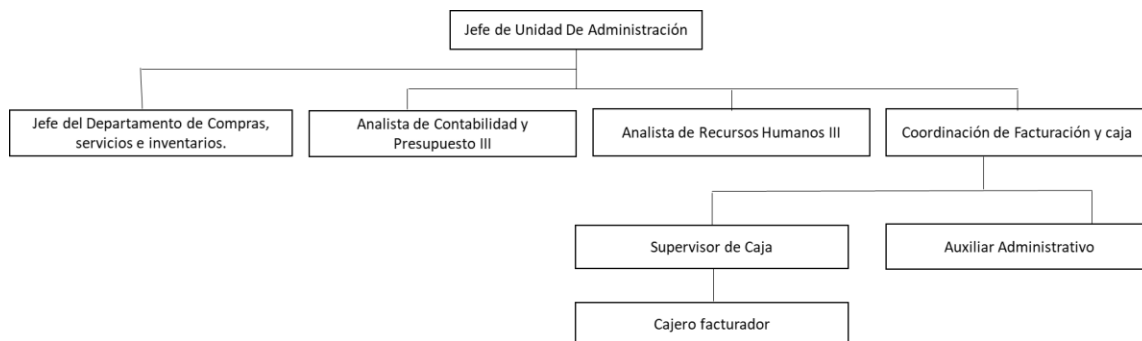 Jefe de Unidad De Administración
Jefe del Departamento de Compras,
servicios e inventarios.
Analista de Contabilidad y
Presupuesto III
Analista de Recursos Humanos III
Coordinación de Facturación y caja
Supervisor de Caja
Auxiliar Administrativo
Cajero facturador